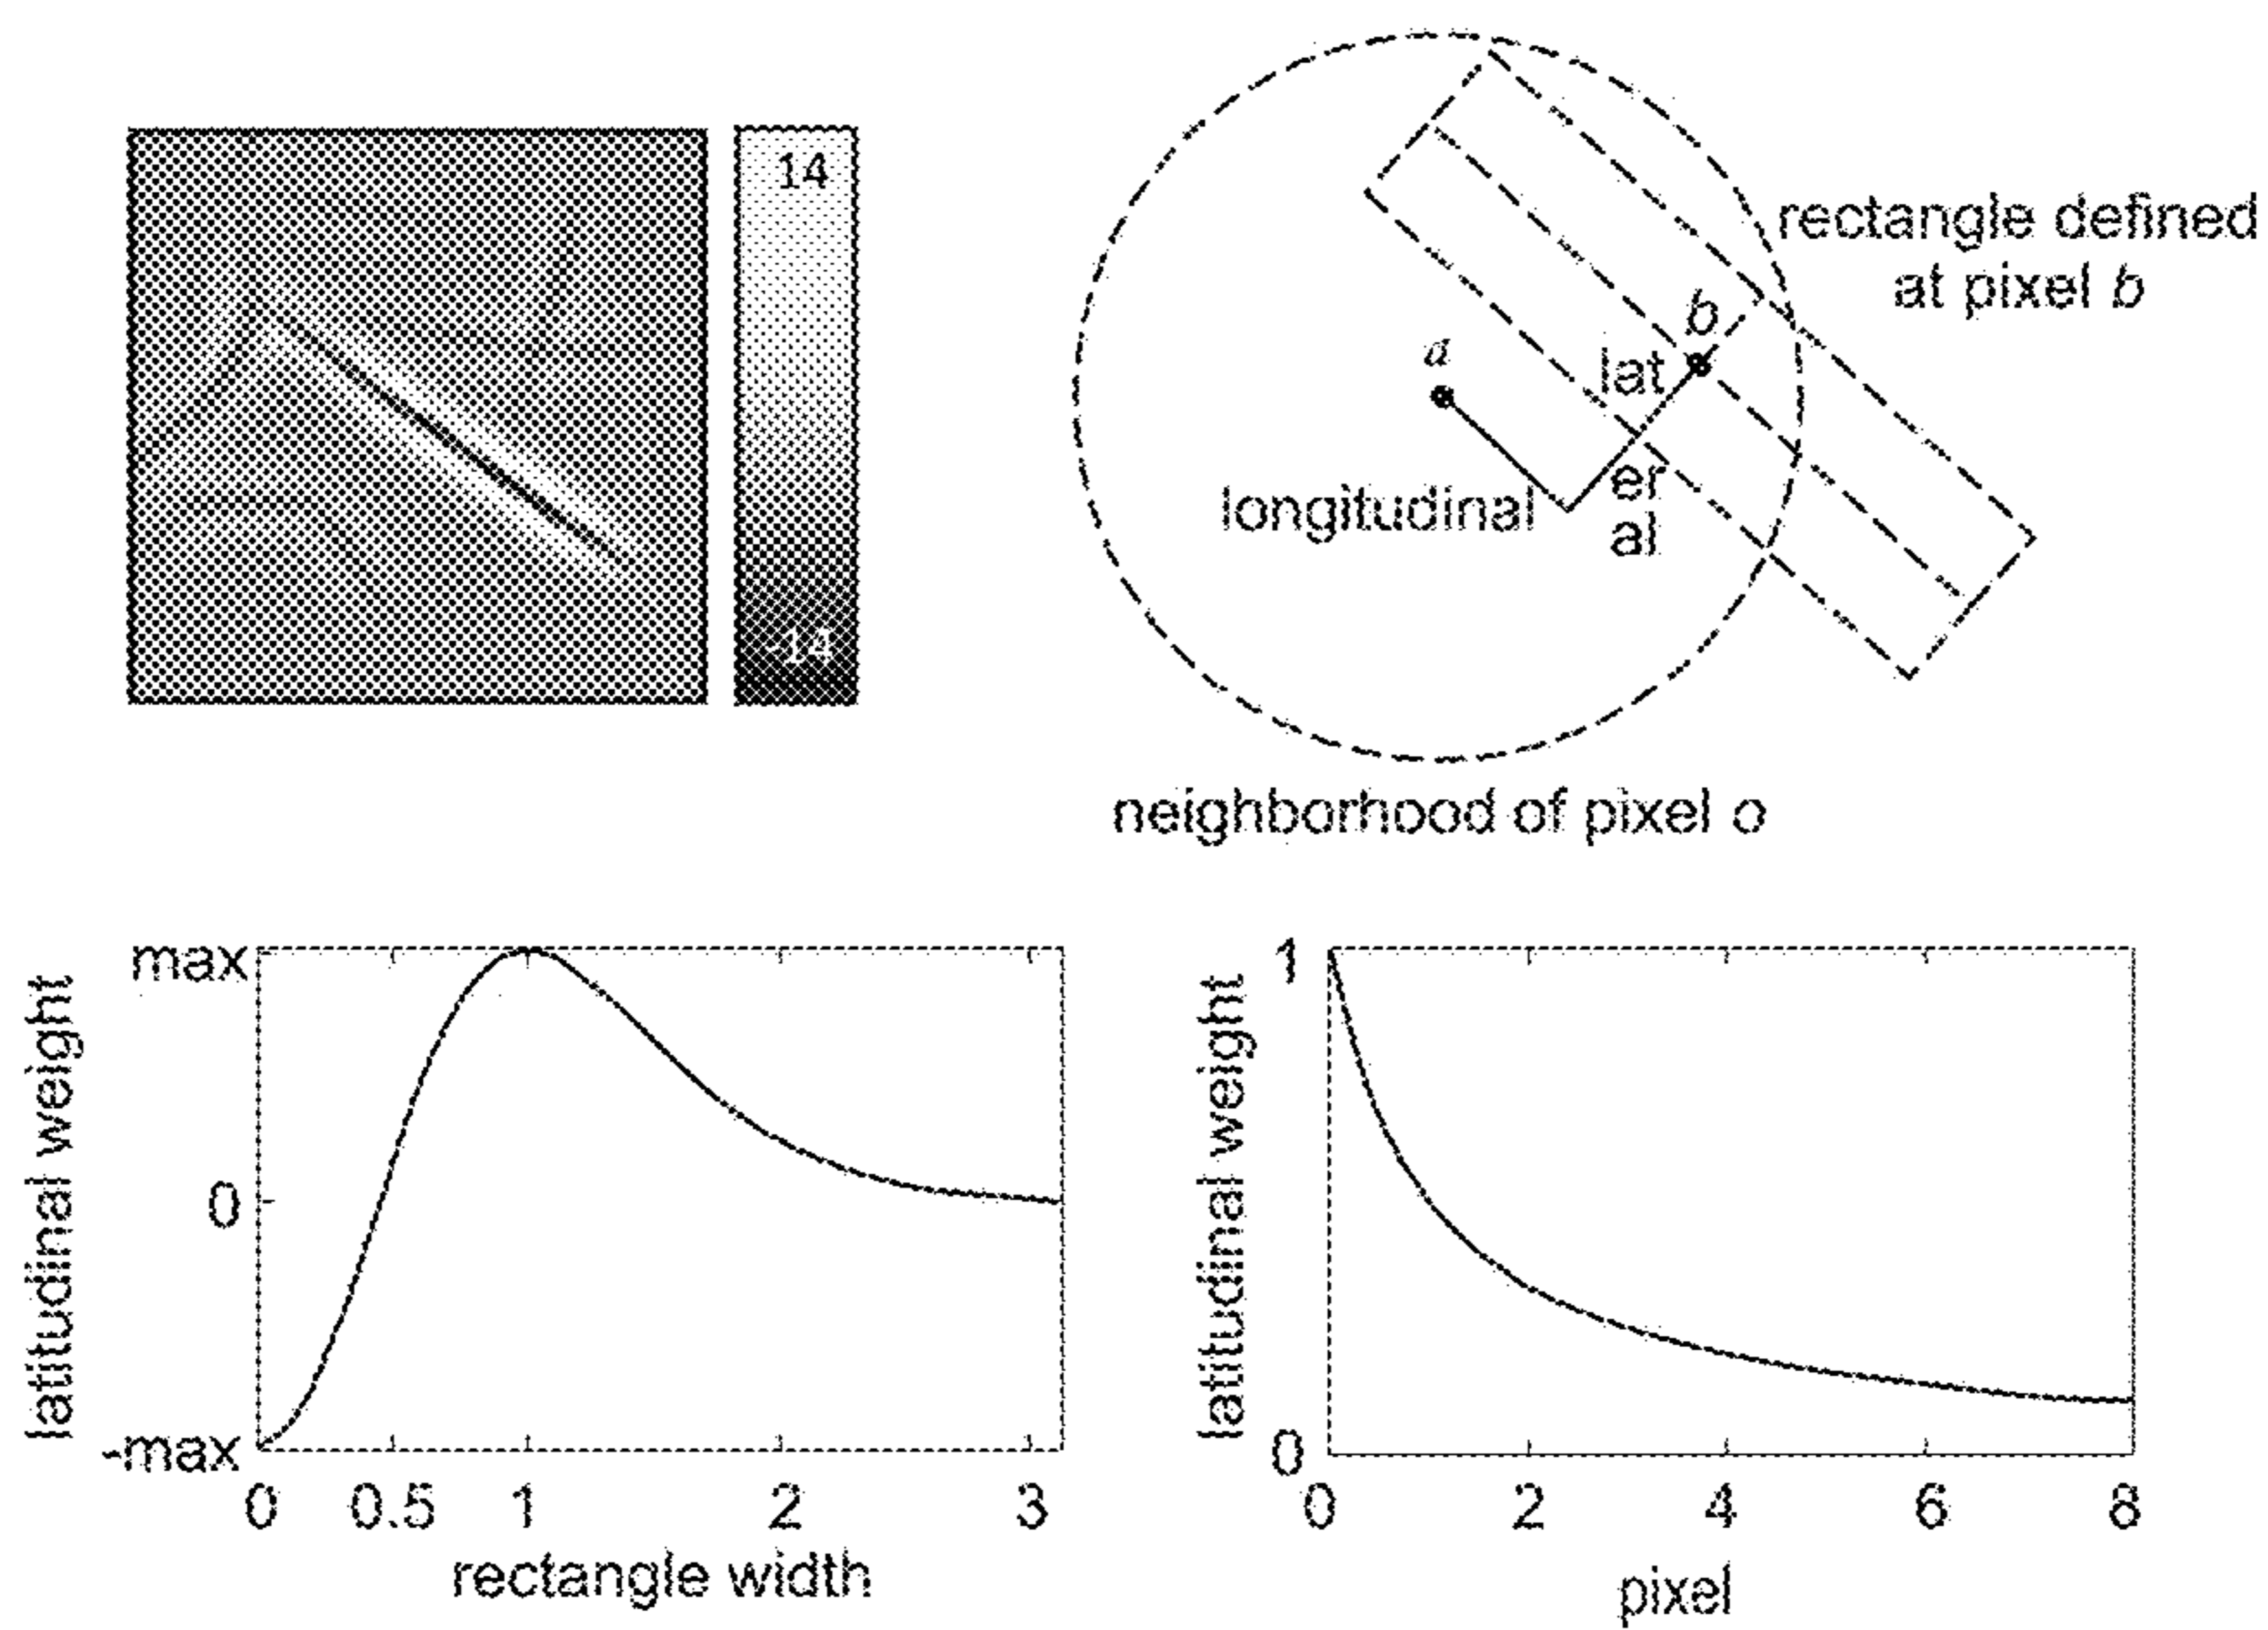 14
-14
rectangle defined
at pixel b
b
a
lat
er
al
longitudinal
neighborhood of pixel o
latitudinal weight
max
0
-max
0 0.5 1 2 3
rectangle width
latitudinal weight
1
0
0 2 4 6 8
pixel